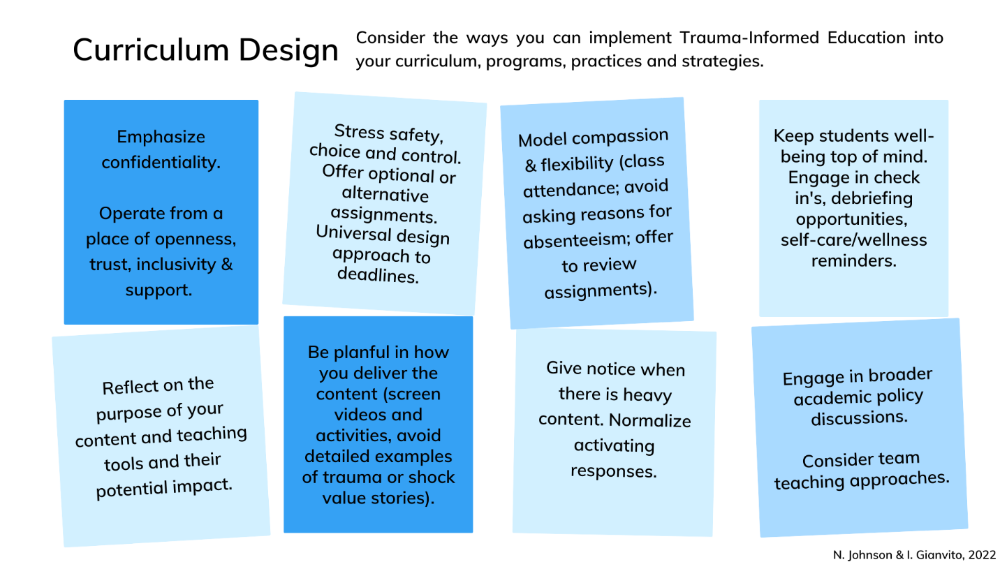 Curriculum Design
Consider the ways you can implement Trauma-Informed Education into
your curriculum, programs, practices and strategies.
Emphasize
confidentiality.
Operate from a
place of openness,
trust, inclusivity &
support.
Stress safety,
choice and control.
Offer optional or
alternative
assignments.
Universal design
approach to
deadlines.
Model compassion
& flexibility (class
attendance; avoid
asking reasons for
absenteeism; offer
to review
assignments).
Keep students well-
being top of mind.
Engage in check
in's, debriefing
opportunities,
self-care/wellness
reminders.
Reflect on the
purpose of your
content and teaching
tools and their
potential impact.
Be planful in how
you deliver the
content (screen
videos and
activities, avoid
detailed examples
of trauma or shock
value stories).
Give notice when
there is heavy
content. Normalize
activating
responses.
Engage in broader
academic policy
discussions.
Consider team
teaching approaches.
N. Johnson & I. Gianvito, 2022